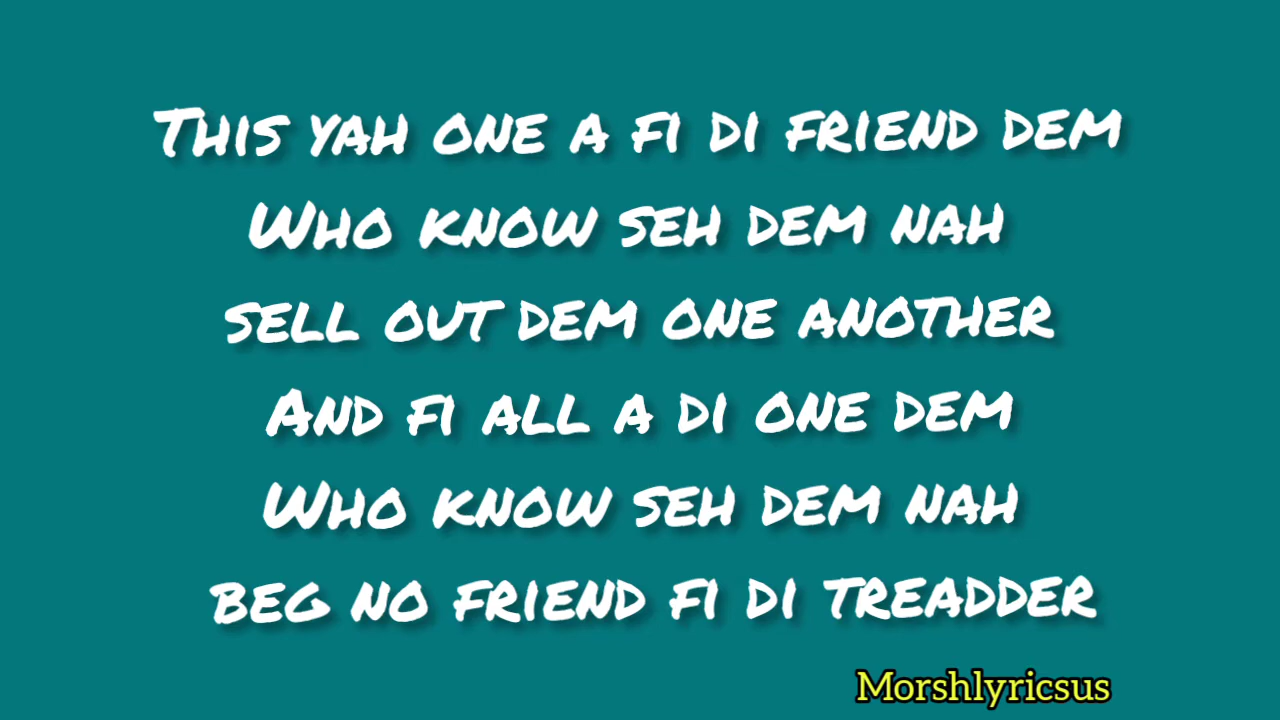 This yah one a fi di friend dem
Who know seh dem nah
sell out dem one another
And fi all a di one dem
Who know seh dem nah
beg no friend fi di treadder
Morshlyricsus